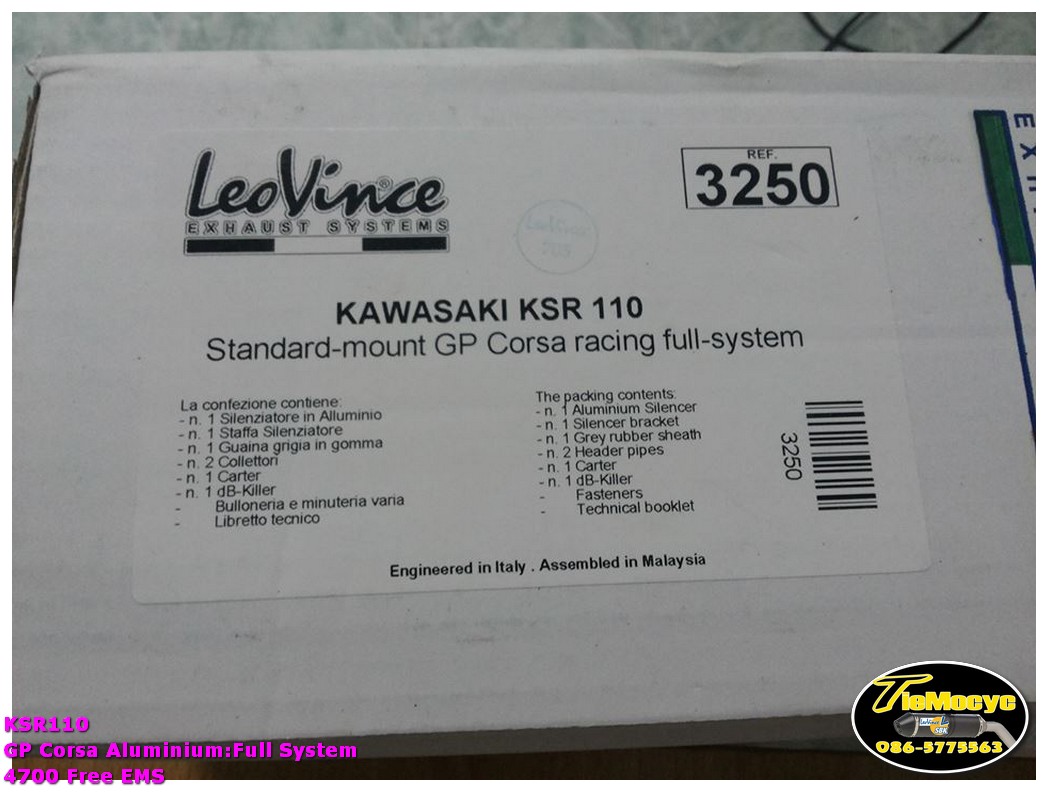 LeoVince®
EXHAUST SYSTEMS
REF.
3250
KAWASAKI KSR 110
Standard-mount GP Corsa racing full-system
La confezione contiene:
- n. 1 Silenziatore in Alluminio
- n. 1 Staffa Silenziatore
- n. 1 Guaina grigia in gomma
- n. 2 Collettori
- n. 1 Carter
- n. 1 dB-Killer
- Bulloneria e minuteria varia
- Libretto tecnico
The packing contents:
- n. 1 Aluminium Silencer
- n. 1 Silencer bracket
- n. 1 Grey rubber sheath
- n. 2 Header pipes
- n. 1 Carter
- n. 1 dB-Killer
- Fasteners
- Technical booklet
3250
Engineered in Italy . Assembled in Malaysia
KSR110
GP Corsa Aluminium:Full System
4700 Free EMS
TieMocyc
LeoVince
SBK
086-5775563